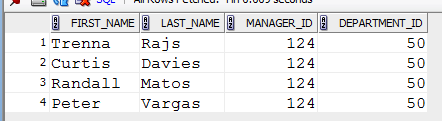 SQL | All Rows Fetched: 4 in 0.009 seconds
FIRST_NAME LAST_NAME MANAGER_ID DEPARTMENT_ID
1 Trenna Rajs 124 50
2 Curtis Davies 124 50
3 Randall Matos 124 50
4 Peter Vargas 124 50